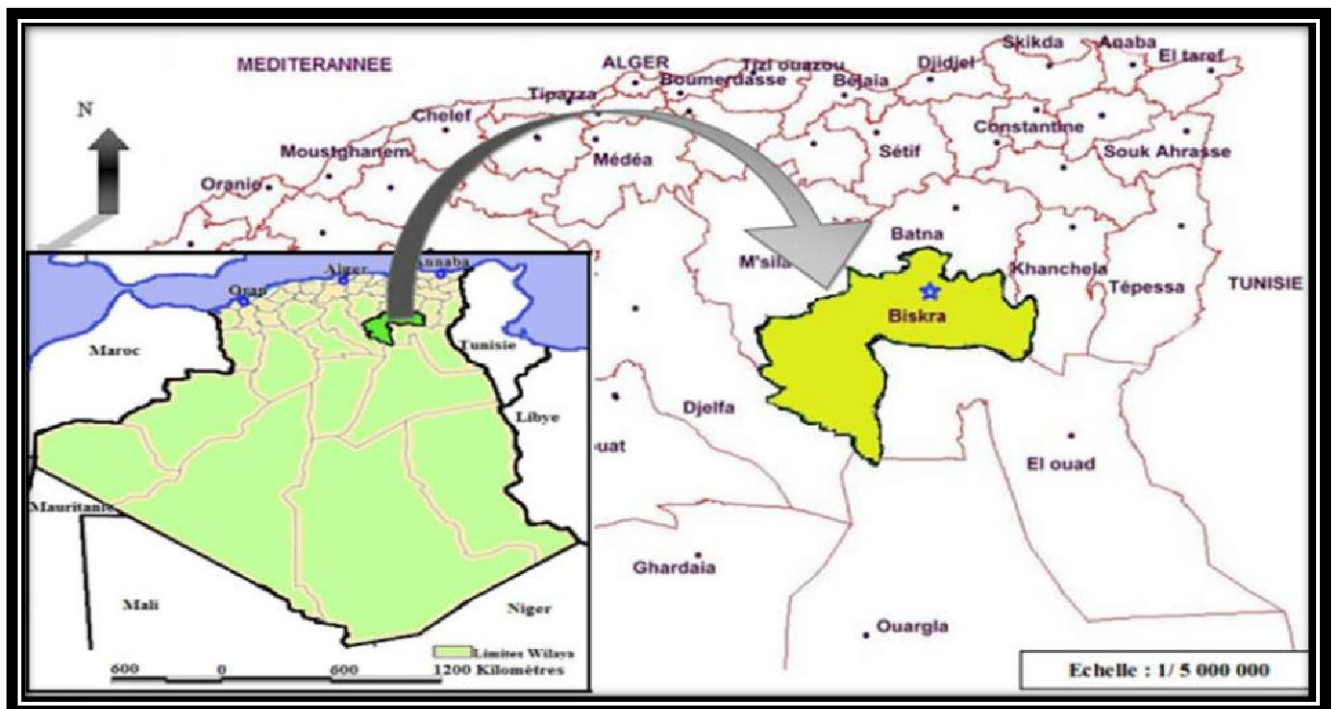 MEDITERANNEE
Skikda
Anaba
El taref
ALGER
Tizi ouazou
Boumerdasse
Bejaia
Djidjel
Tipazza
Chelef
Constantine
N
Moustghanem
Médéa
Sétif
Souk Ahrasse
Oranie
Batna
M'sila
Khanchela
Tépessa
TUNISIE
Biskra
Djelfa
uat
El ouad
Ghardaia
Ouargla
Alger
Annaba
Oran
Maroc
Tunisie
Libye
Mauritanie
Mali
Niger
Limites Wilaya
600 0 600 1200 Kilomètres
Echelle : 1/ 5 000 000